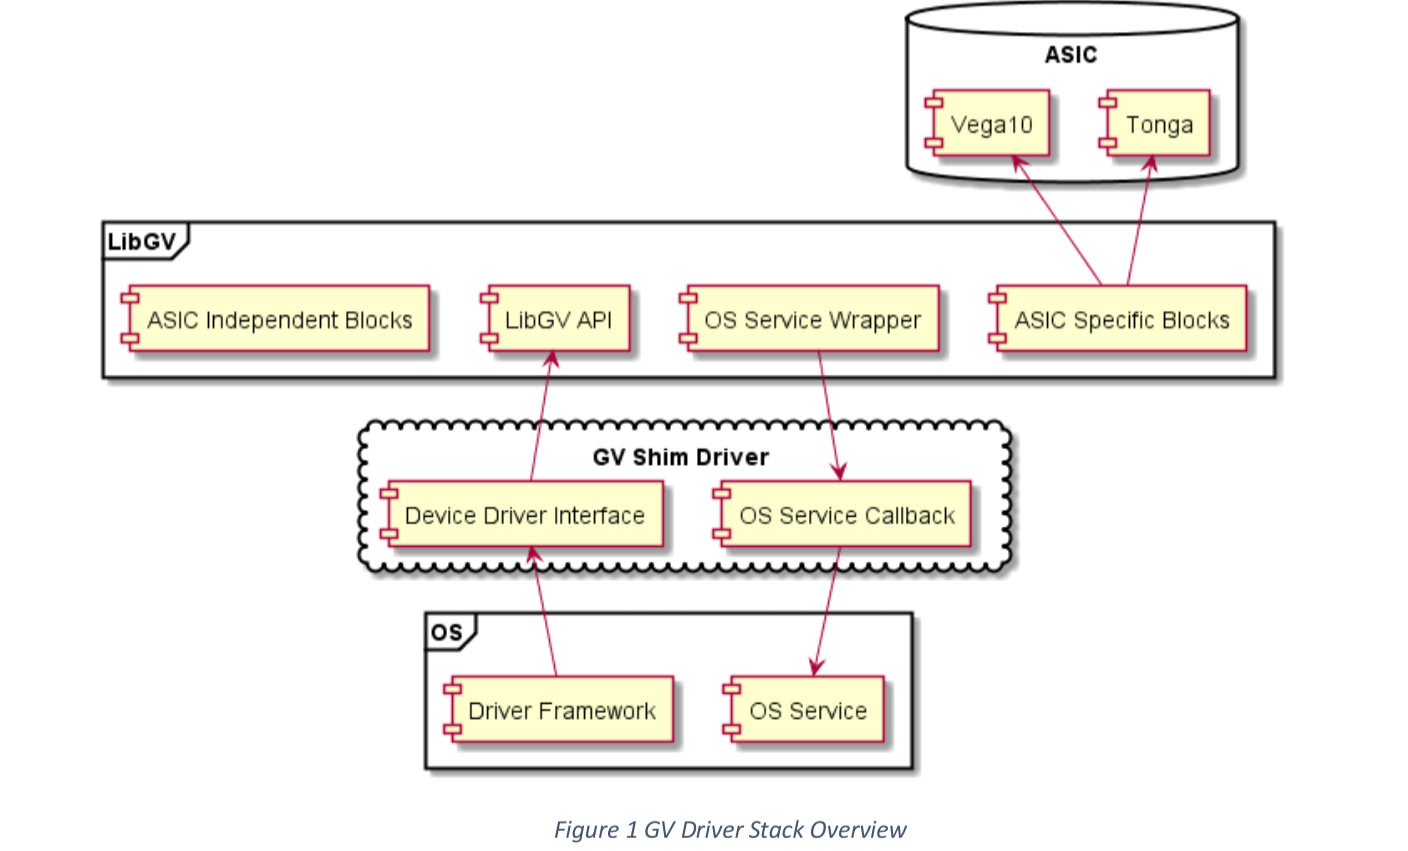 ASIC
Vega10
Tonga
LibGV
ASIC Independent Blocks
LibGV API
OS Service Wrapper
ASIC Specific Blocks
GV Shim Driver
Device Driver Interface
OS Service Callback
OS
Driver Framework
OS Service
Figure 1 GV Driver Stack Overview